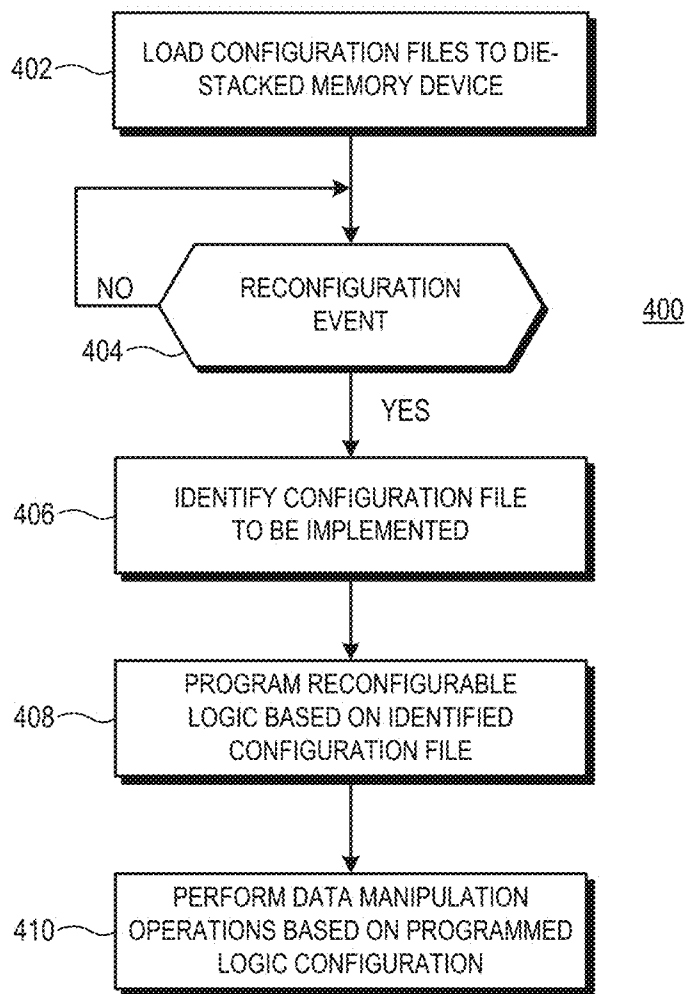 402
LOAD CONFIGURATION FILES TO DIE-
STACKED MEMORY DEVICE
NO
RECONFIGURATION
EVENT
404
400
YES
406
IDENTIFY CONFIGURATION FILE
TO BE IMPLEMENTED
408
PROGRAM RECONFIGURABLE
LOGIC BASED ON IDENTIFIED
CONFIGURATION FILE
410
PERFORM DATA MANIPULATION
OPERATIONS BASED ON PROGRAMMED
LOGIC CONFIGURATION